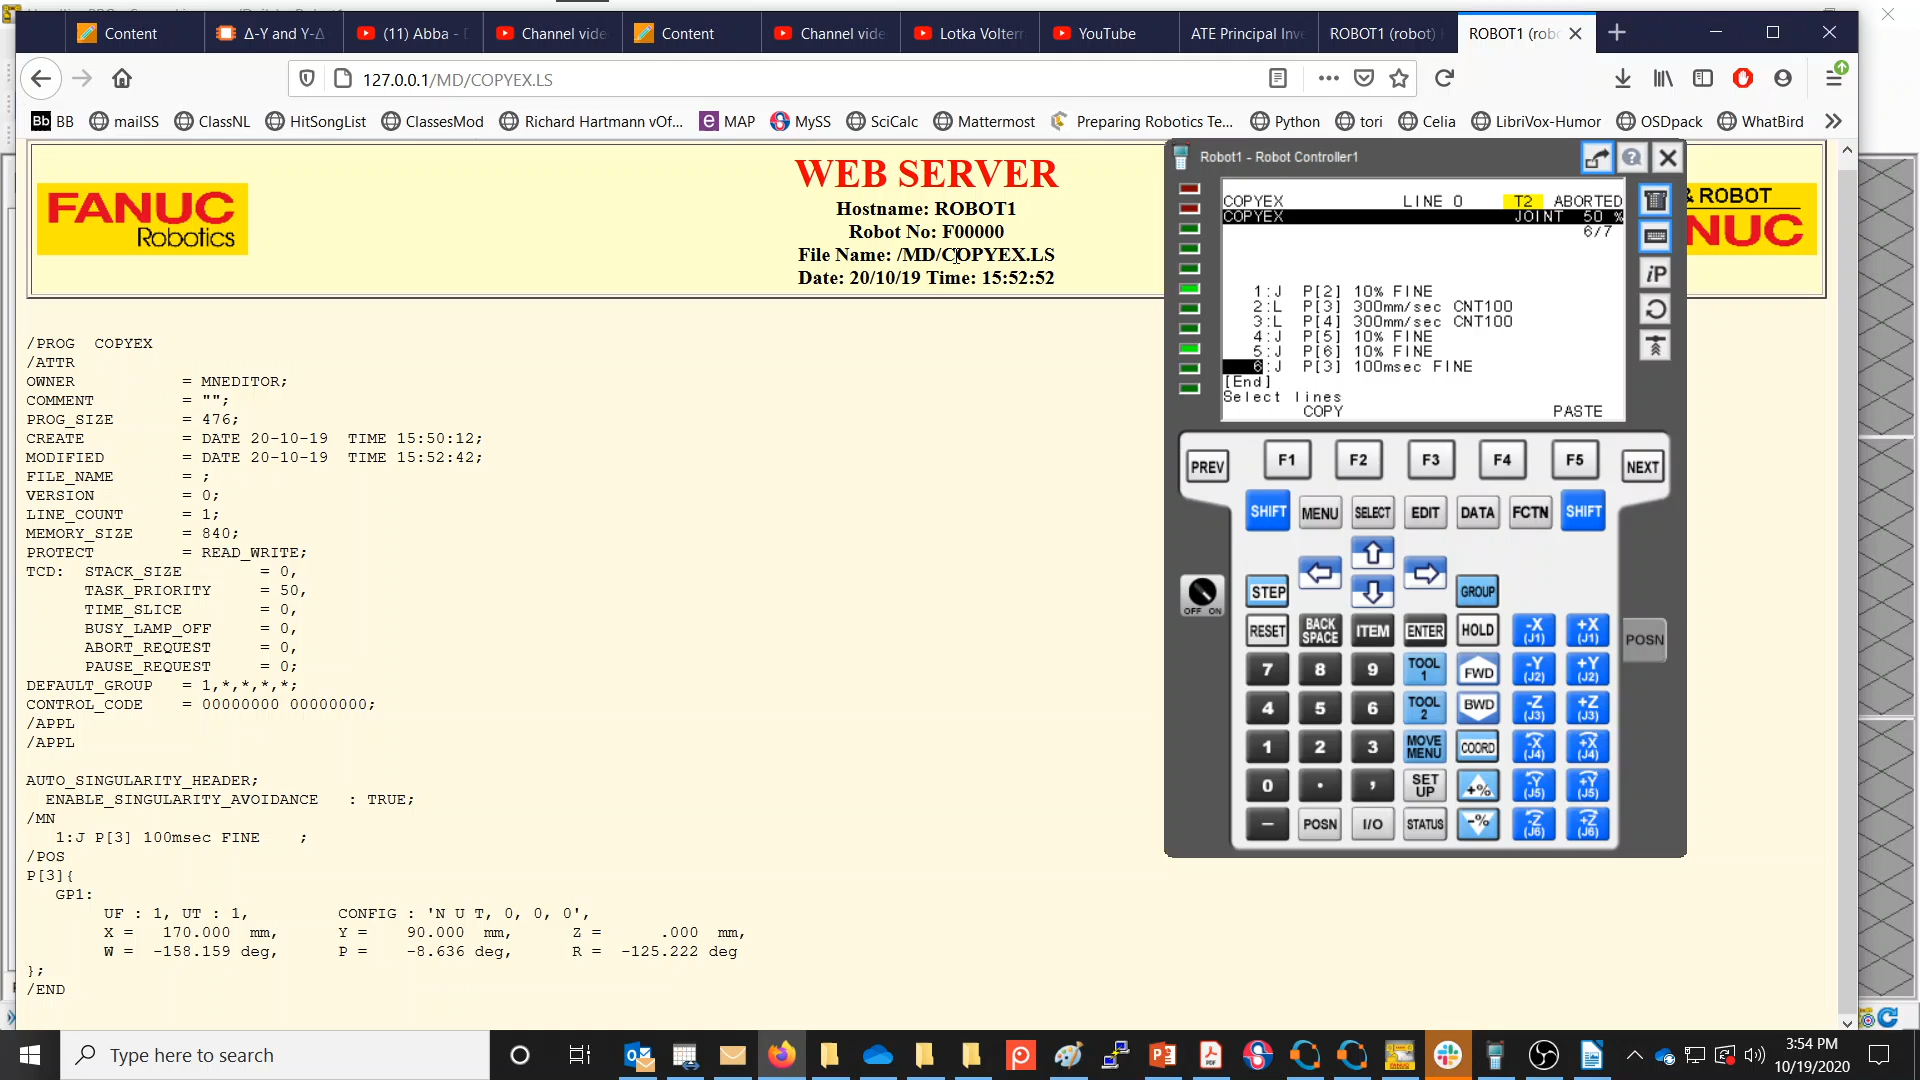 Content
Δ-Y and Y-Δ
(11) Abba -
Channel vide
Content
Channel vide
Lotka Volterr
YouTube
ATE Principal Inv
ROBOT1 (robot)
ROBOT1 (robo
127.0.0.1/MD/COPYEX.LS
Bb BB
mailSS
ClassNL
HitSongList
ClassesMod
Richard Hartmann vOf...
e MAP
MySS
SciCalc
Mattermost
Preparing Robotics Te...
Python
tori
Celia
LibriVox-Humor
OSDpack
WhatBird
FANUC
Robotics
WEB SERVER
Hostname: ROBOT1
Robot No: F00000
File Name: /MD/COPYEX.LS
Date: 20/10/19 Time: 15:52:52
& ROBOT
NUC
/PROG  COPYEX
/ATTR
OWNER = MNEDITOR;
COMMENT = "";
PROG_SIZE = 476;
CREATE = DATE 20-10-19  TIME 15:50:12;
MODIFIED = DATE 20-10-19  TIME 15:52:42;
FILE_NAME = ;
VERSION = 0;
LINE_COUNT = 1;
MEMORY_SIZE = 840;
PROTECT = READ_WRITE;
TCD:  STACK_SIZE = 0,
TASK_PRIORITY = 50,
TIME_SLICE = 0,
BUSY_LAMP_OFF = 0,
ABORT_REQUEST = 0,
PAUSE_REQUEST = 0;
DEFAULT_GROUP = 1,*,*,*,*;
CONTROL_CODE = 00000000 00000000;
/APPL
/APPL
AUTO_SINGULARITY_HEADER;
ENABLE_SINGULARITY_AVOIDANCE   : TRUE;
/MN
1:J P[3] 100msec FINE    ;
/POS
P[3]{
GP1:
UF : 1, UT : 1, CONFIG : 'N U T, 0, 0, 0',
X = 170.000 mm, Y = 90.000 mm, Z = .000 mm,
W = -158.159 deg, P = -8.636 deg, R = -125.222 deg
};
/END
Robot1 - Robot Controller1
COPYEX LINE 0 T2 ABORTED
COPYEX JOINT 50 %
6/7
1:J P[2] 10% FINE
2:L P[3] 300mm/sec CNT100
3:L P[4] 300mm/sec CNT100
4:J P[5] 10% FINE
5:J P[6] 10% FINE
6:J P[3] 100msec FINE
[End]
Select lines
COPY PASTE
iP
PREV F1 F2 F3 F4 F5 NEXT
SHIFT MENU SELECT EDIT DATA FCTN SHIFT
STEP GROUP
OFF ON
RESET BACK SPACE ITEM ENTER HOLD -X (J1) +X (J1) POSN
7 8 9 TOOL 1 FWD -Y (J2) +Y (J2)
4 5 6 TOOL 2 BWD -Z (J3) +Z (J3)
1 2 3 MOVE MENU COORD -X (J4) +X (J4)
0 . , SET UP +% -Y (J5) +Y (J5)
- POSN I/O STATUS -% -Z (J6) +Z (J6)
Type here to search
3:54 PM
10/19/2020